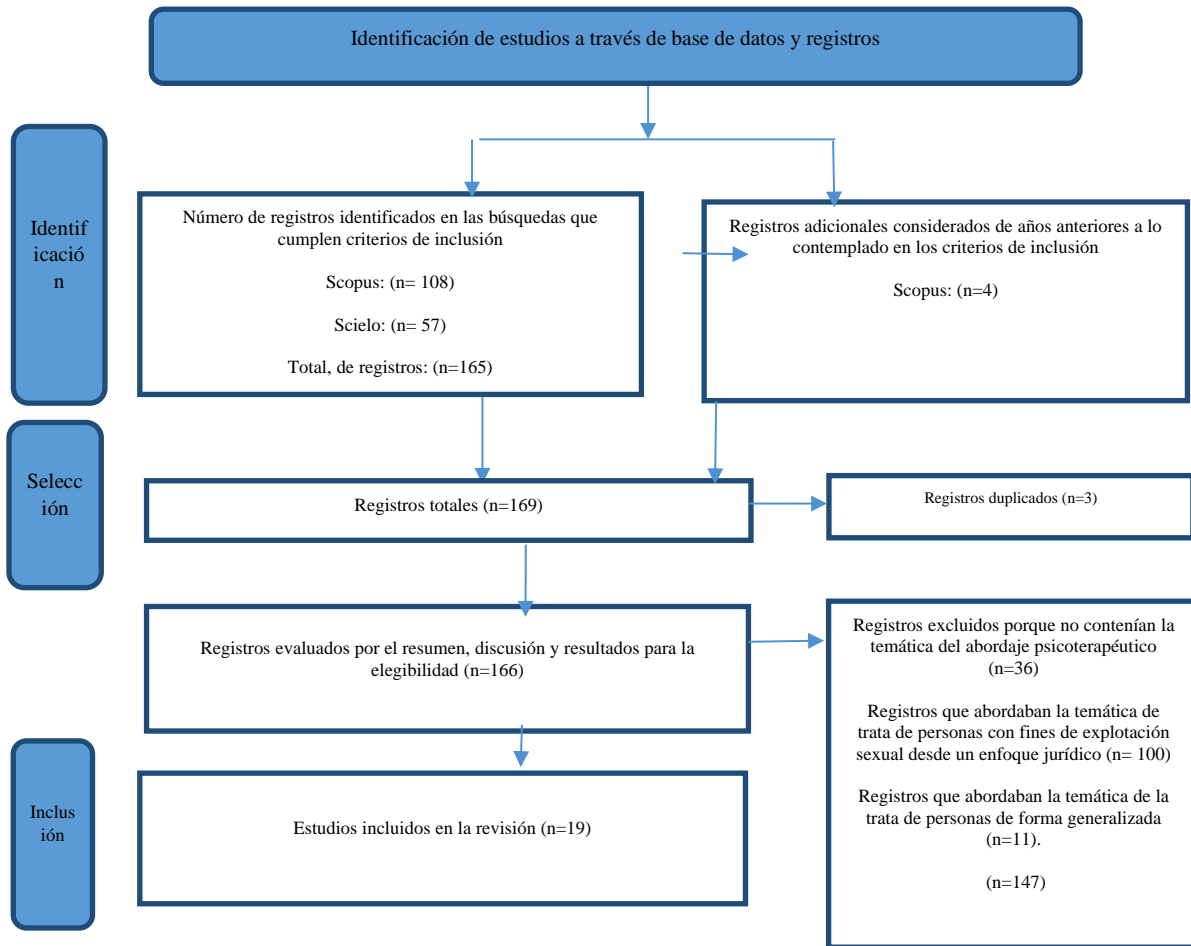 Identificación de estudios a través de base de datos y registros
Identif
icació
n
Número de registros identificados en las búsquedas que
cumplen criterios de inclusión
Scopus: (n= 108)
Scielo: (n= 57)
Total, de registros: (n=165)
Registros adicionales considerados de años anteriores a lo
contemplado en los criterios de inclusión
Scopus: (n=4)
Selecc
ión
Registros totales (n=169)
Registros duplicados (n=3)
Registros evaluados por el resumen, discusión y resultados para la
elegibilidad (n=166)
Registros excluidos porque no contenían la
temática del abordaje psicoterapéutico
(n=36)
Registros que abordaban la temática de
trata de personas con fines de explotación
sexual desde un enfoque jurídico (n= 100)
Registros que abordaban la temática de la
trata de personas de forma generalizada
(n=11).
(n=147)
Inclus
ión
Estudios incluidos en la revisión (n=19)